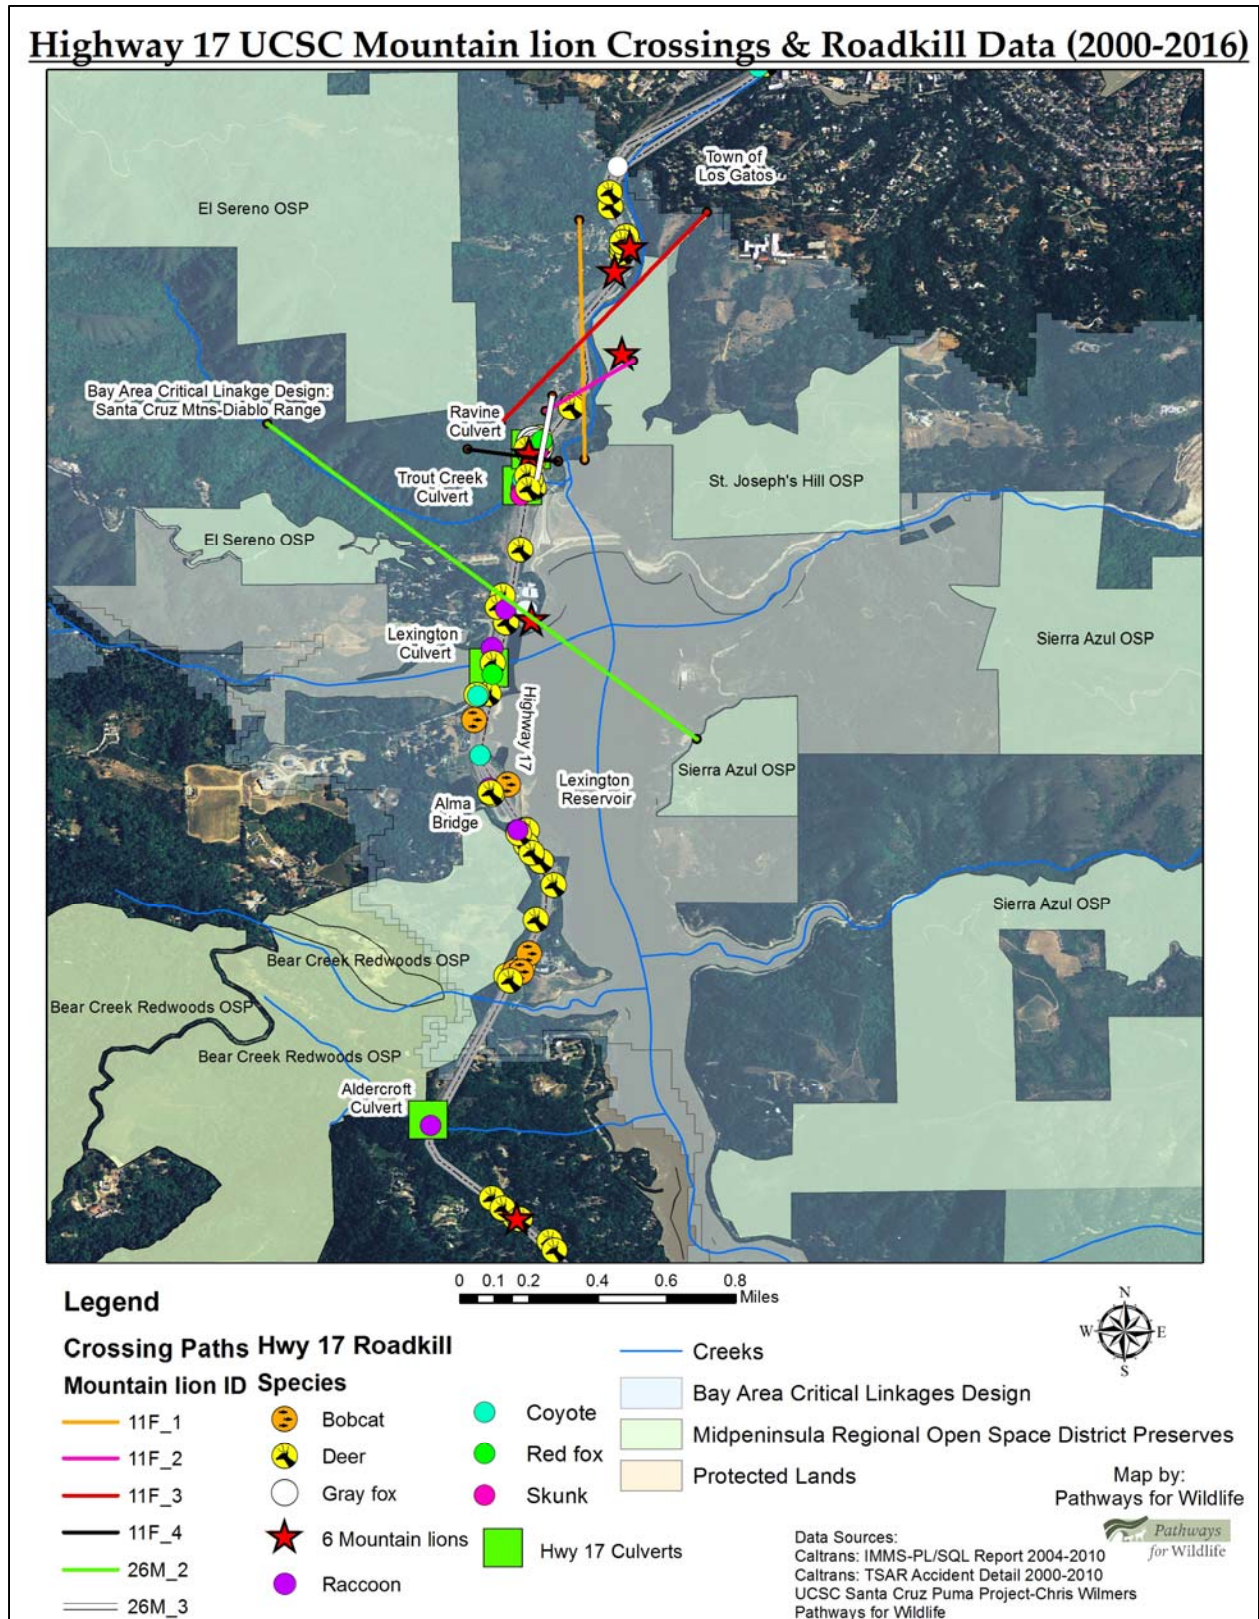 Highway 17 UCSC Mountain lion Crossings & Roadkill Data (2000-2016)
Town of
Los Gatos
El Sereno OSP
Bay Area Critical Linakge Design:
Santa Cruz Mtns-Diablo Range
Ravine
Culvert
Trout Creek
Culvert
St. Joseph's Hill OSP
El Sereno OSP
Lexington
Culvert
Sierra Azul OSP
Highway 17
Sierra Azul OSP
Lexington
Reservoir
Alma
Bridge
Sierra Azul OSP
Bear Creek Redwoods OSP
Bear Creek Redwoods OSP
Bear Creek Redwoods OSP
Aldercroft
Culvert
0 0.1 0.2 0.4 0.6 0.8
Miles
N
W E
S
Legend
Crossing Paths
Mountain lion ID
11F_1
11F_2
11F_3
11F_4
26M_2
26M_3
Hwy 17 Roadkill
Species
Bobcat
Deer
Gray fox
6 Mountain lions
Raccoon
Coyote
Red fox
Skunk
Hwy 17 Culverts
Creeks
Bay Area Critical Linkages Design
Midpeninsula Regional Open Space District Preserves
Protected Lands
Map by:
Pathways for Wildlife
Pathways
for Wildlife
Data Sources:
Caltrans: IMMS-PL/SQL Report 2004-2010
Caltrans: TSAR Accident Detail 2000-2010
UCSC Santa Cruz Puma Project-Chris Wilmers
Pathways for Wildlife